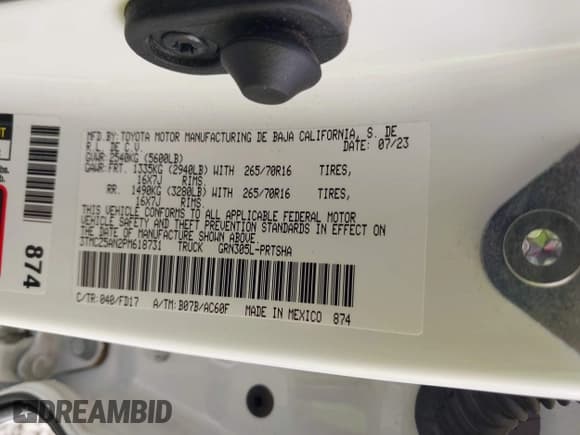 MFD.BY:TOYOTA MOTOR MANUFACTURING DE BAJA CALIFORNIA, S. DE
R.L. DE C.V. DATE: 07/23
GVWR: 2540KG (5600LB)
GAWR:FRT. 1335KG (2940LB) WITH 265/70R16 TIRES,
16X7J RIMS.
RR. 1490KG (3280LB) WITH 265/70R16 TIRES,
16X7J RIMS.
THIS VEHICLE CONFORMS TO ALL APPLICABLE FEDERAL MOTOR
VEHICLE SAFETY AND THEFT PREVENTION STANDARDS IN EFFECT ON
THE DATE OF MANUFACTURE SHOWN ABOVE.
3TMCZ5AN2PM618731 TRUCK GRN305L-PRTSHA
C/TR: 040/FD17 A/TM: B07B/AC60F MADE IN MEXICO 874
874
DREAMBID